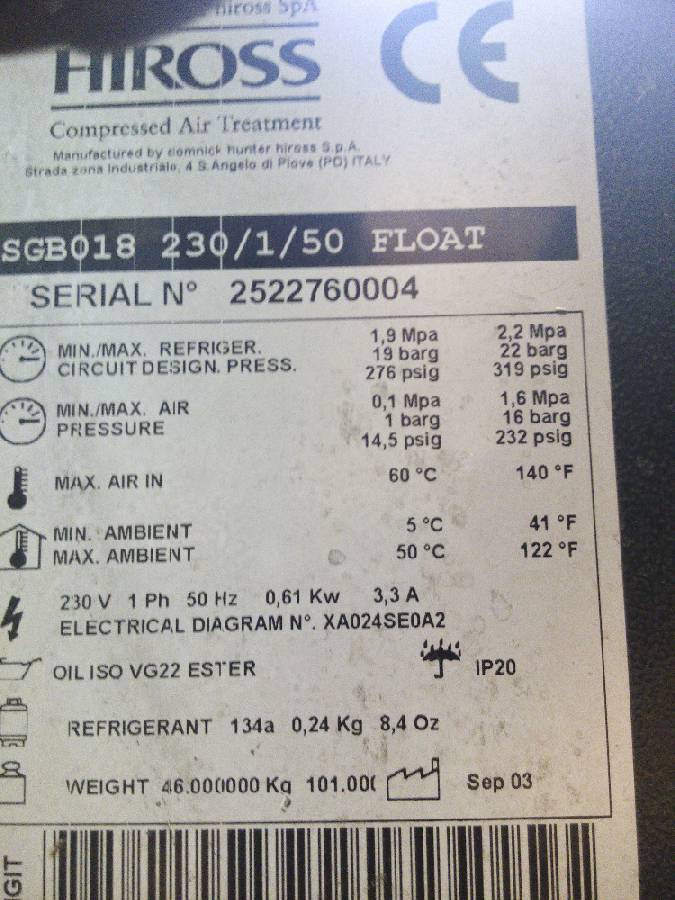 hiross SpA
HIROSS
CE
Compressed Air Treatment
Manufactured by domnick hunter hiross S.p.A.
Strada zona Industriale, 4 S.Angelo di Piove (PD) ITALY
SGB018 230/1/50 FLOAT
SERIAL N° 2522760004
MIN./MAX. REFRIGER. 1,9 Mpa 2,2 Mpa
CIRCUIT DESIGN. PRESS. 19 barg 22 barg
276 psig 319 psig
MIN./MAX. AIR 0,1 Mpa 1,6 Mpa
PRESSURE 1 barg 16 barg
14,5 psig 232 psig
MAX. AIR IN 60 °C 140 °F
MIN. AMBIENT 5 °C 41 °F
MAX. AMBIENT 50 °C 122 °F
230 V 1 Ph 50 Hz 0,61 Kw 3,3 A
ELECTRICAL DIAGRAM N°. XA024SE0A2
OIL ISO VG22 ESTER IP20
REFRIGERANT 134a 0,24 Kg 8,4 Oz
WEIGHT 46.000000 Kg 101.00( Sep 03
GIT